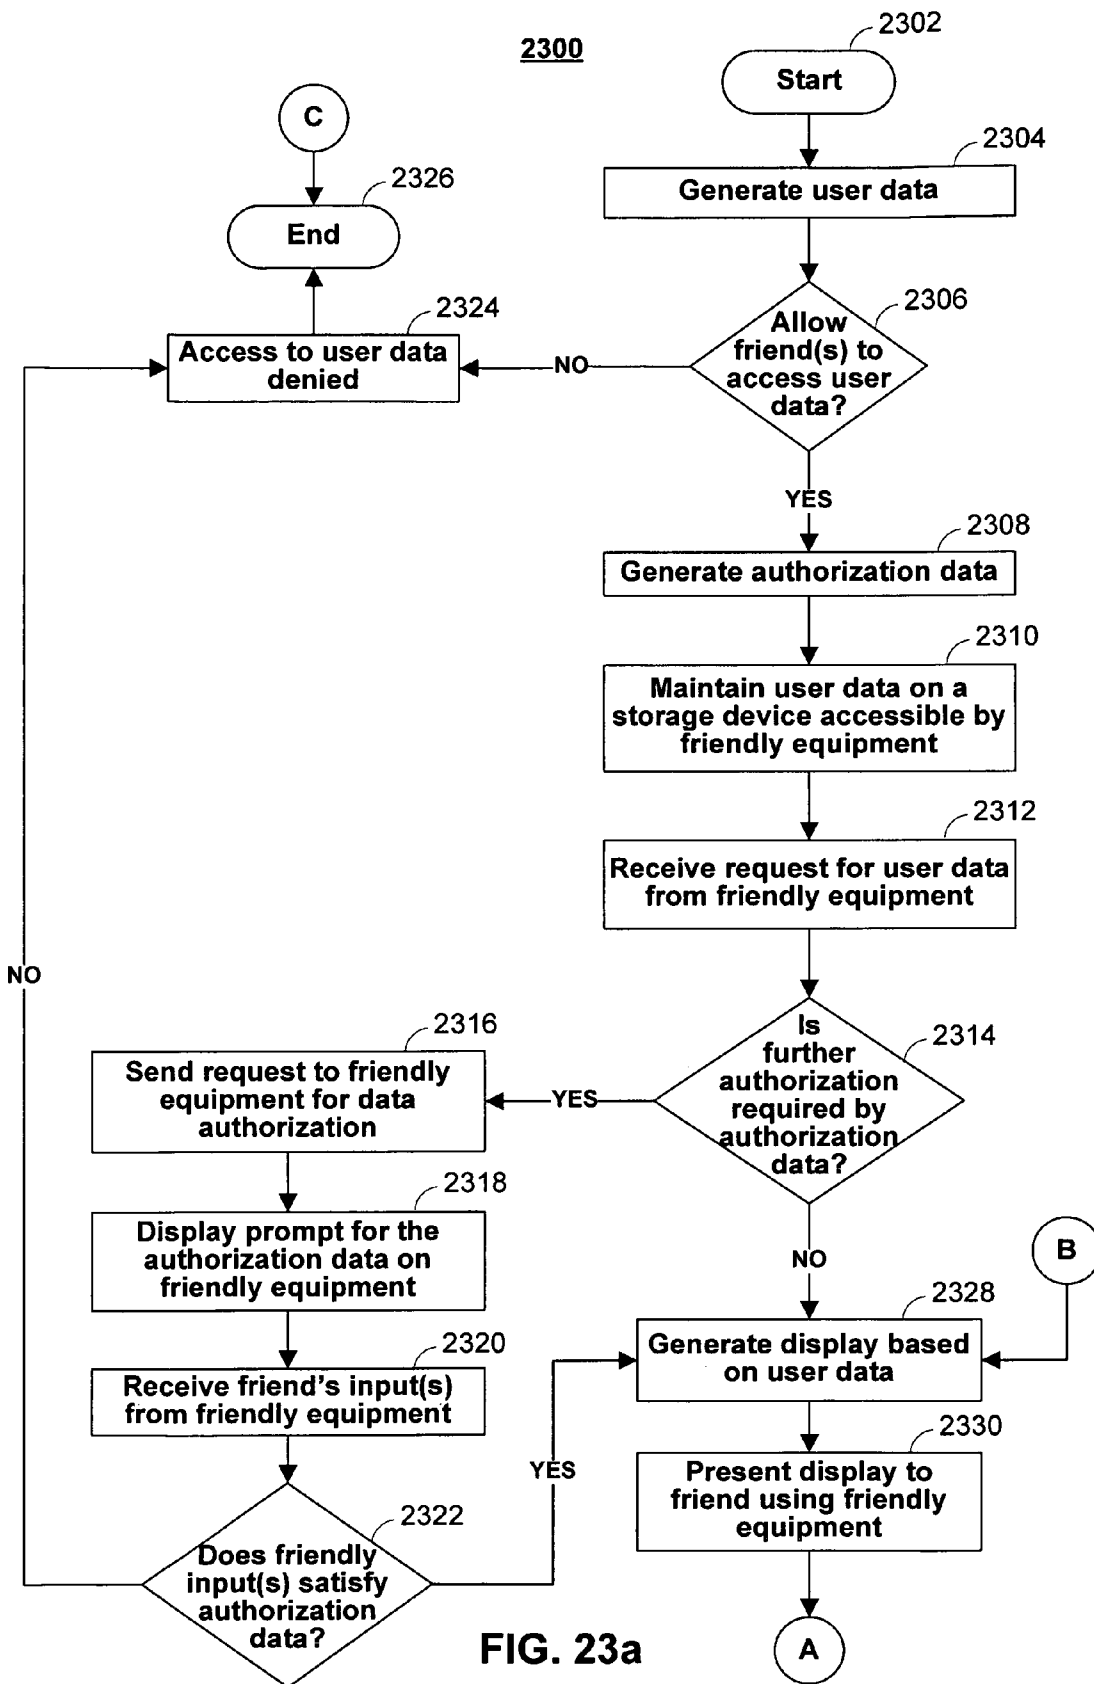 2300
2302
Start
C
2304
Generate user data
2326
End
2306
Allow
friend(s) to
access user
data?
2324
Access to user data
denied
NO
YES
2308
Generate authorization data
2310
Maintain user data on a
storage device accessible by
friendly equipment
2312
Receive request for user data
from friendly equipment
NO
2314
Is
further
authorization
required by
authorization
data?
2316
Send request to friendly
equipment for data
authorization
YES
2318
Display prompt for the
authorization data on
friendly equipment
NO
B
2328
Generate display based
on user data
2320
Receive friend's input(s)
from friendly equipment
2330
Present display to
friend using friendly
equipment
YES
2322
Does friendly
input(s) satisfy
authorization
data?
A
FIG. 23a